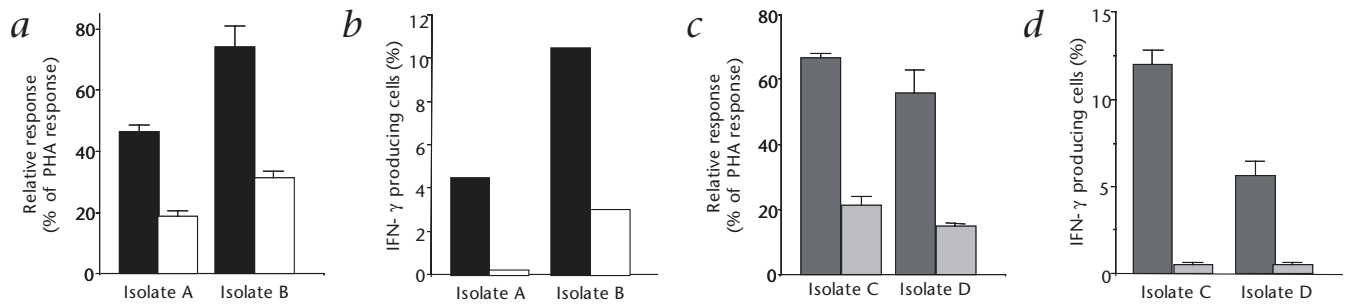 a
Relative response
(% of PHA response)
80
60
40
20
0
Isolate A Isolate B
b
IFN- γ producing cells (%)
12
10
8
6
4
2
0
Isolate A Isolate B
c
Relative response
(% of PHA response)
80
60
40
20
0
Isolate C Isolate D
d
IFN- γ producing cells (%)
15
10
5
0
Isolate C Isolate D